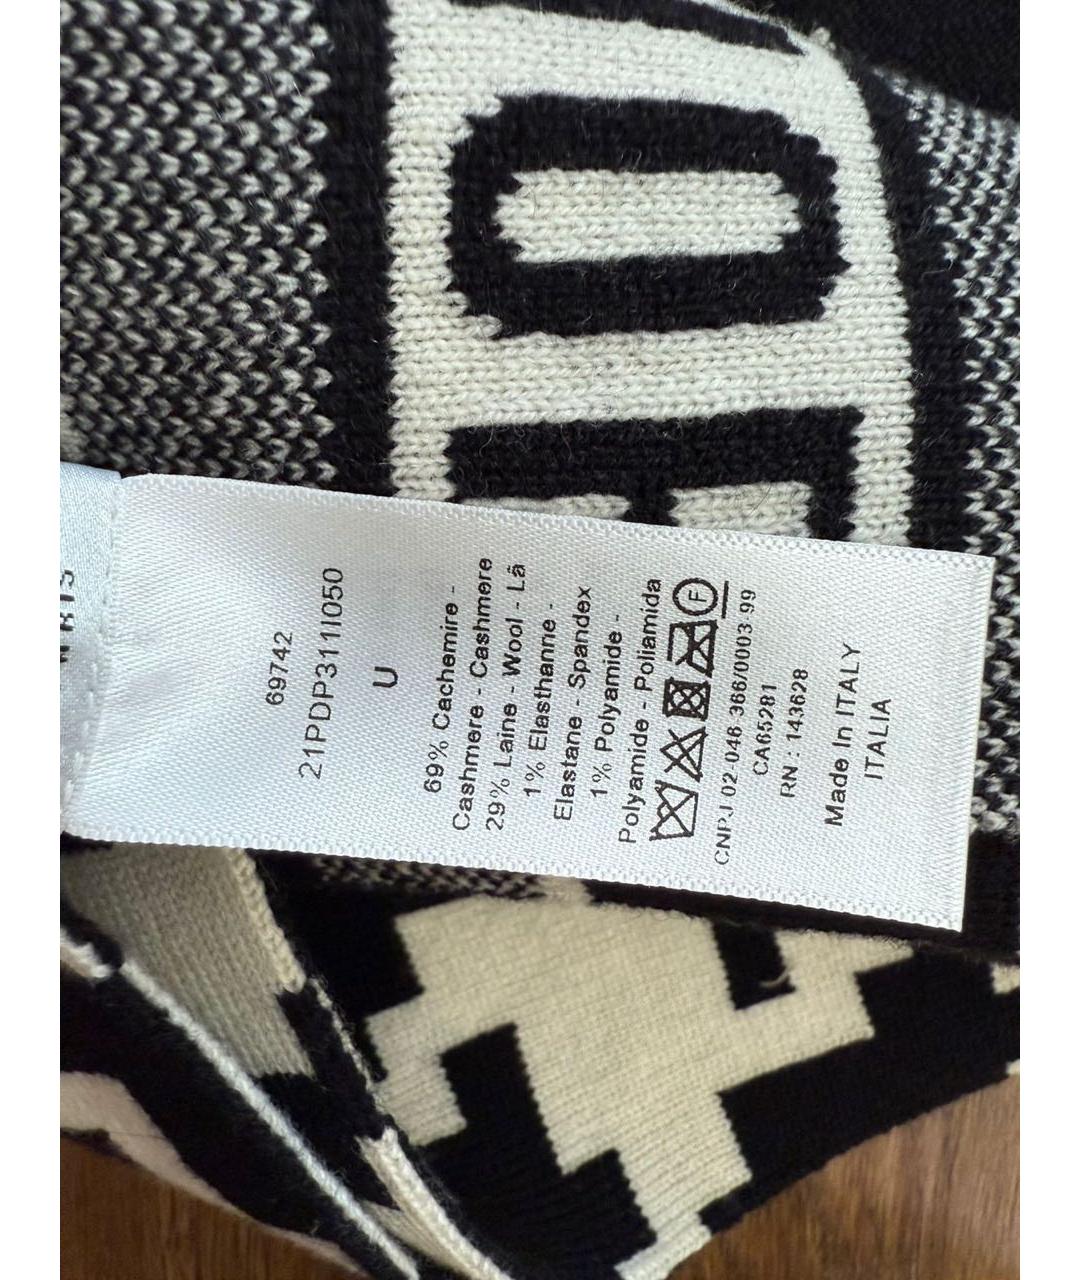 69742
21PDP311I050
U
69% Cachemire -
Cashmere - Cashmere
29% Laine - Wool - Lã
1% Elasthanne -
Elastane - Spandex
1% Polyamide -
Polyamide - Poliamida
F
CNPJ 02-046 366/0003 99
CA65281
RN : 143628
Made In ITALY
ITALIA